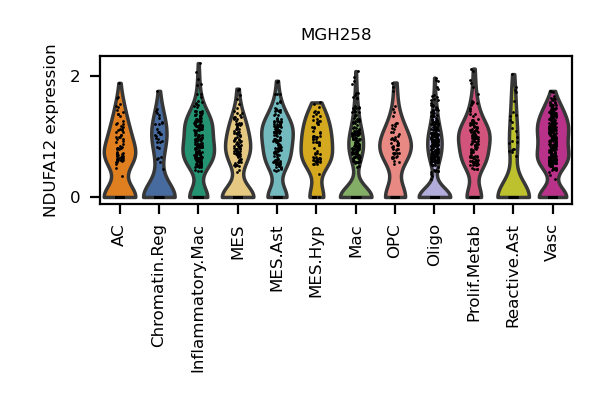 MGH258
NDUFA12 expression
2
0
AC
Chromatin.Reg
Inflammatory.Mac
MES
MES.Ast
MES.Hyp
Mac
OPC
Oligo
Prolif.Metab
Reactive.Ast
Vasc